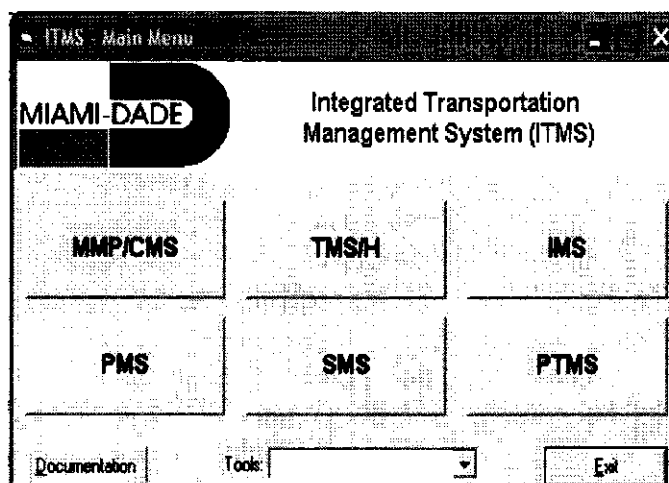 ITMS - Main Menu
MIAMI-DADE
Integrated Transportation
Management System (ITMS)
MMP/CMS TMS/H IMS
PMS SMS PTMS
Documentation Tools: Exit